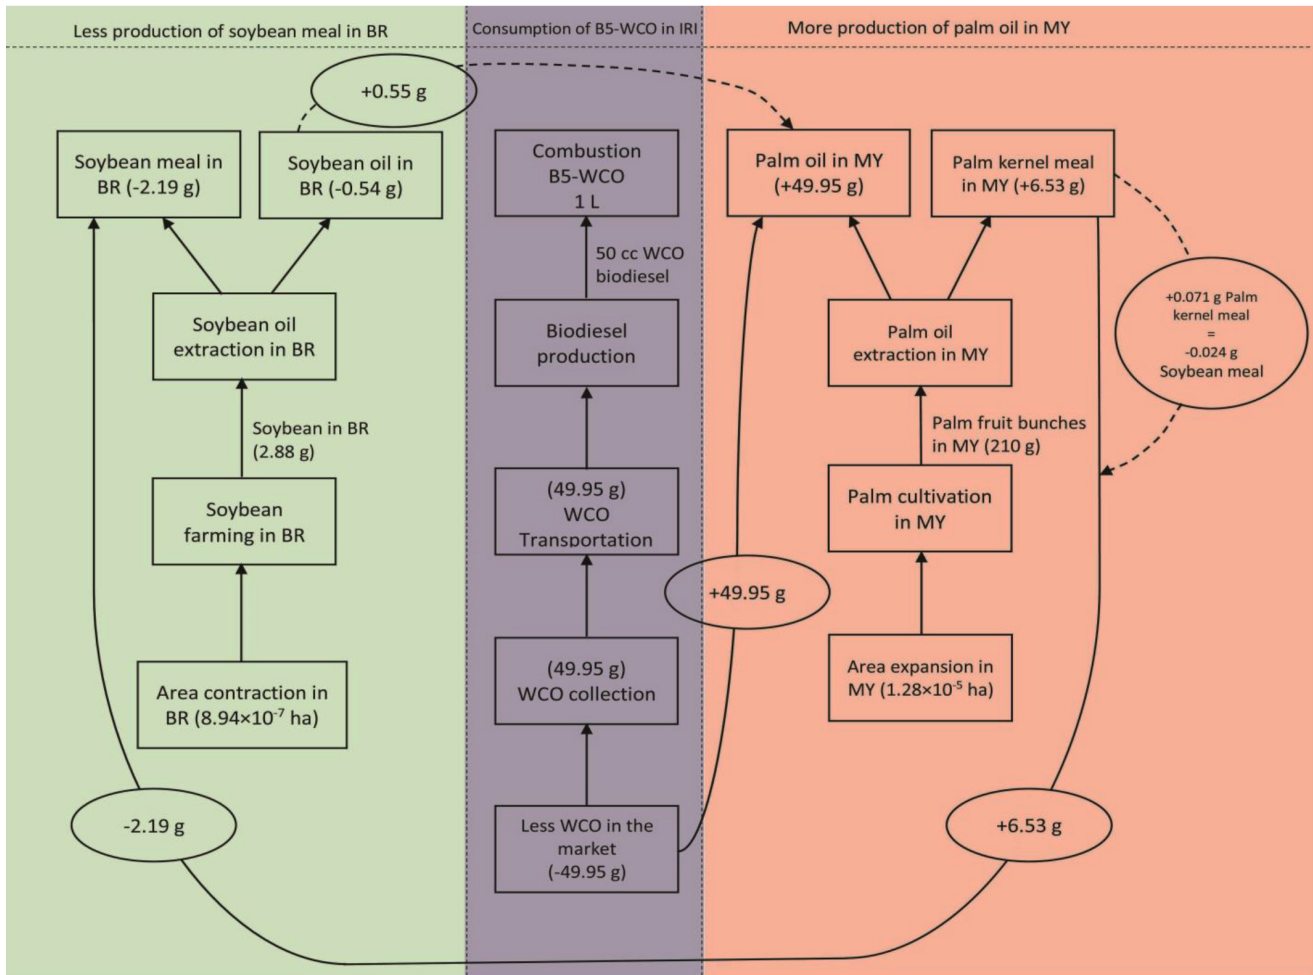 Less production of soybean meal in BR
Consumption of B5-WCO in IRI
More production of palm oil in MY
+0.55 g
Soybean meal in
BR (-2.19 g)
Soybean oil in
BR (-0.54 g)
Combustion
B5-WCO
1 L
Palm oil in MY
(+49.95 g)
Palm kernel meal
in MY (+6.53 g)
50 cc WCO
biodiesel
+0.071 g Palm
kernel meal
=
-0.024 g
Soybean meal
Soybean oil
extraction in BR
Biodiesel
production
Palm oil
extraction in MY
Soybean in BR
(2.88 g)
Palm fruit bunches
in MY (210 g)
Soybean
farming in BR
(49.95 g)
WCO
Transportation
Palm cultivation
in MY
+49.95 g
Area contraction in
BR (8.94×10⁻⁷ ha)
(49.95 g)
WCO collection
Area expansion in
MY (1.28×10⁻⁵ ha)
-2.19 g
Less WCO in the
market
(-49.95 g)
+6.53 g